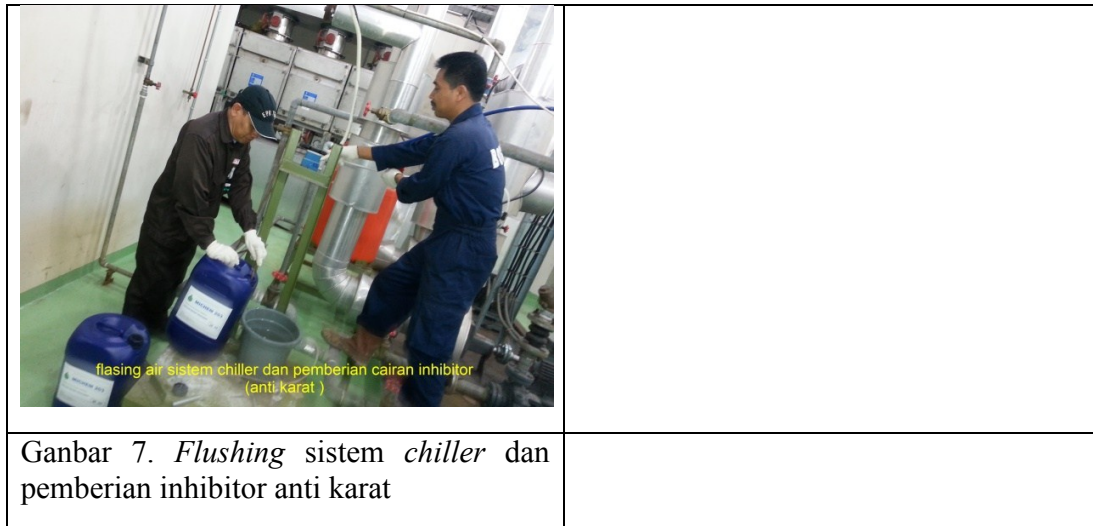 flasing air sistem chiller dan pemberian cairan inhibitor
(anti karat )
Ganbar 7. Flushing sistem chiller dan
pemberian inhibitor anti karat